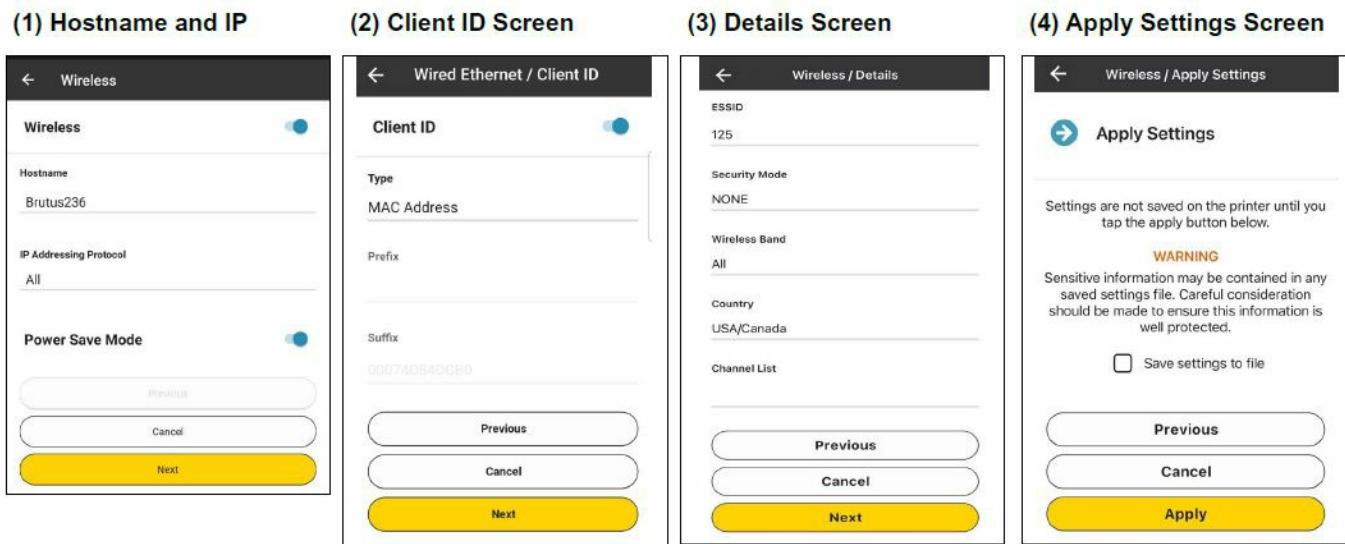 (1) Hostname and IP
Wireless
Wireless
Hostname
Brutus236
IP Addressing Protocol
All
Power Save Mode
Previous
Cancel
Next
(2) Client ID Screen
Wired Ethernet / Client ID
Client ID
Type
MAC Address
Prefix
Suffix
Previous
Cancel
Next
(3) Details Screen
Wireless / Details
ESSID
125
Security Mode
NONE
Wireless Band
All
Country
USA/Canada
Channel List
Previous
Cancel
Next
(4) Apply Settings Screen
Wireless / Apply Settings
Apply Settings
Settings are not saved on the printer until you
tap the apply button below.
WARNING
Sensitive information may be contained in any
saved settings file. Careful consideration
should be made to ensure this information is
well protected.
Save settings to file
Previous
Cancel
Apply